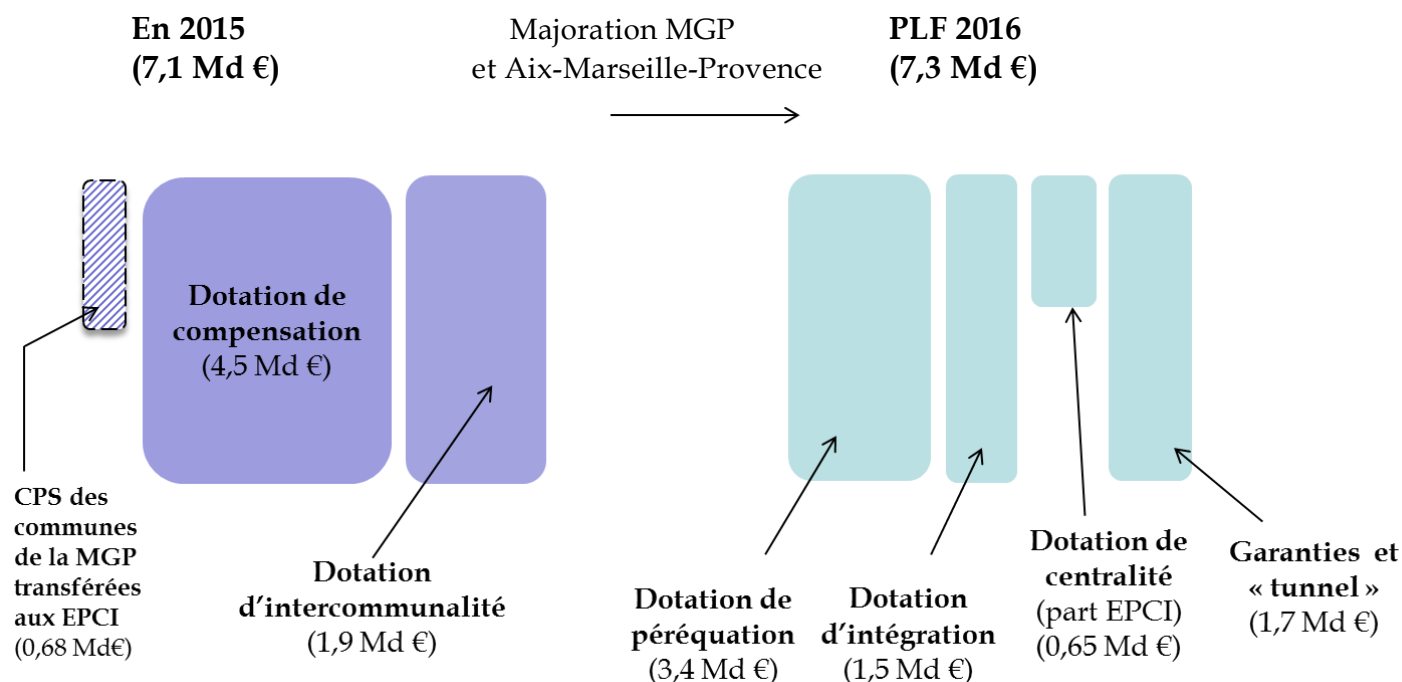 En 2015
(7,1 Md €)
Majoration MGP
et Aix-Marseille-Provence
PLF 2016
(7,3 Md €)
Dotation de
compensation
(4,5 Md €)
CPS des
communes
de la MGP
transférées
aux EPCI
(0,68 Md€)
Dotation
d’intercommunalité
(1,9 Md €)
Dotation de
péréquation
(3,4 Md €)
Dotation
d’intégration
(1,5 Md €)
Dotation de
centralité
(part EPCI)
(0,65 Md €)
Garanties et
« tunnel »
(1,7 Md €)